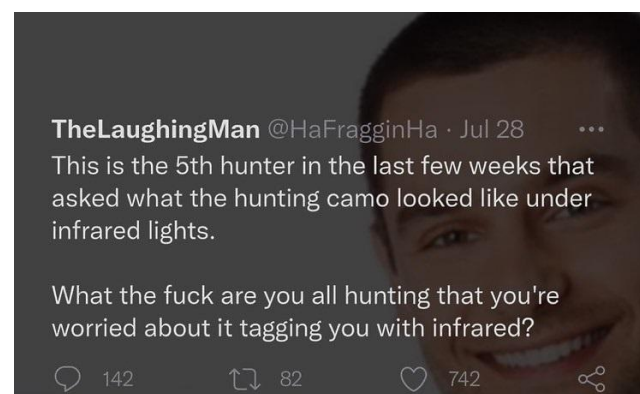 TheLaughingMan @HaFragginHa · Jul 28 •••
This is the 5th hunter in the last few weeks that
asked what the hunting camo looked like under
infrared lights.
What the fuck are you all hunting that you're
worried about it tagging you with infrared?
142 82 742